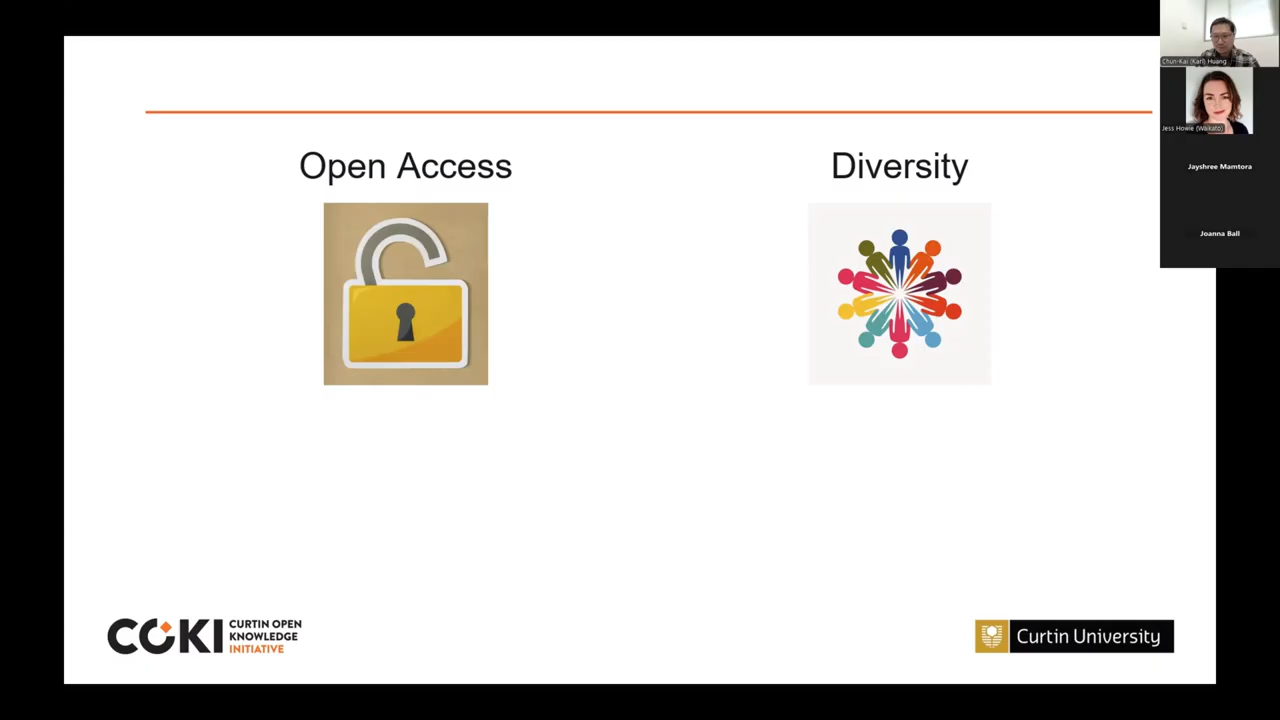 Open Access
Diversity
Chun-Kai (Karl) Huang
Jess Howie (Waikato)
Jayshree Mamtora
Joanna Ball
COKI
CURTIN OPEN
KNOWLEDGE
INITIATIVE
Curtin University